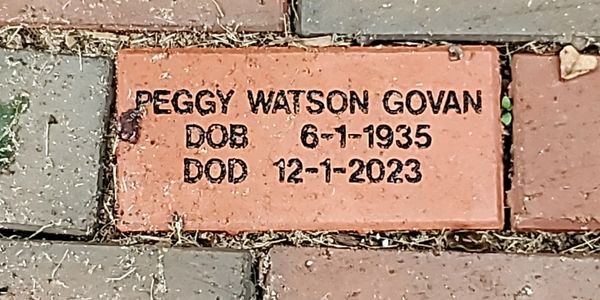 PEGGY WATSON GOVAN
DOB 6-1-1935
DOD 12-1-2023